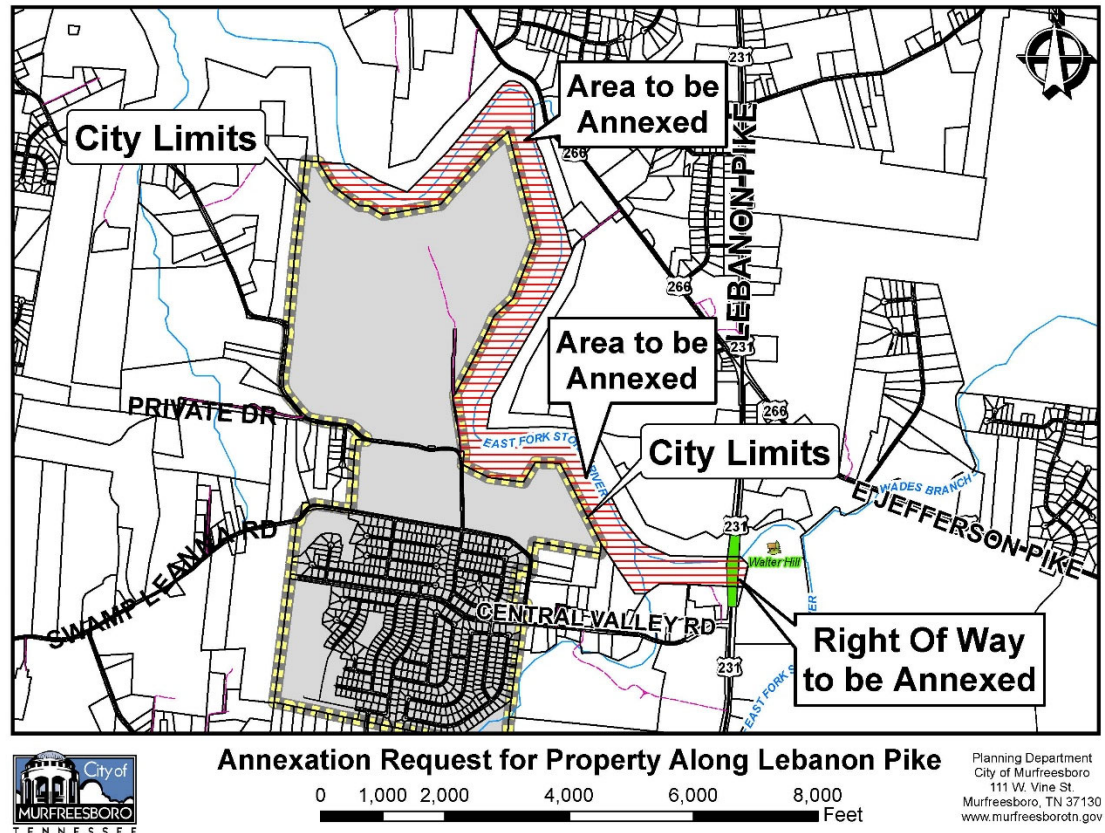 231
Area to be
Annexed
City Limits
266
LEBANON PIKE
266
231
Area to be
Annexed
231
PRIVATE DR
266
EAST FORK STO
RIVER
City Limits
WADES BRANCH
E JEFFERSON PIKE
231
Walter Hill
SWAMP LEANNA RD
CENTRAL VALLEY RD
Right Of Way
to be Annexed
231
EAST FORK S
Annexation Request for Property Along Lebanon Pike
0 1,000 2,000 4,000 6,000 8,000
Feet
City of
MURFREESBORO
TENNESSEE
Planning Department
City of Murfreesboro
111 W. Vine St.
Murfreesboro, TN 37130
www.murfreesborotn.gov